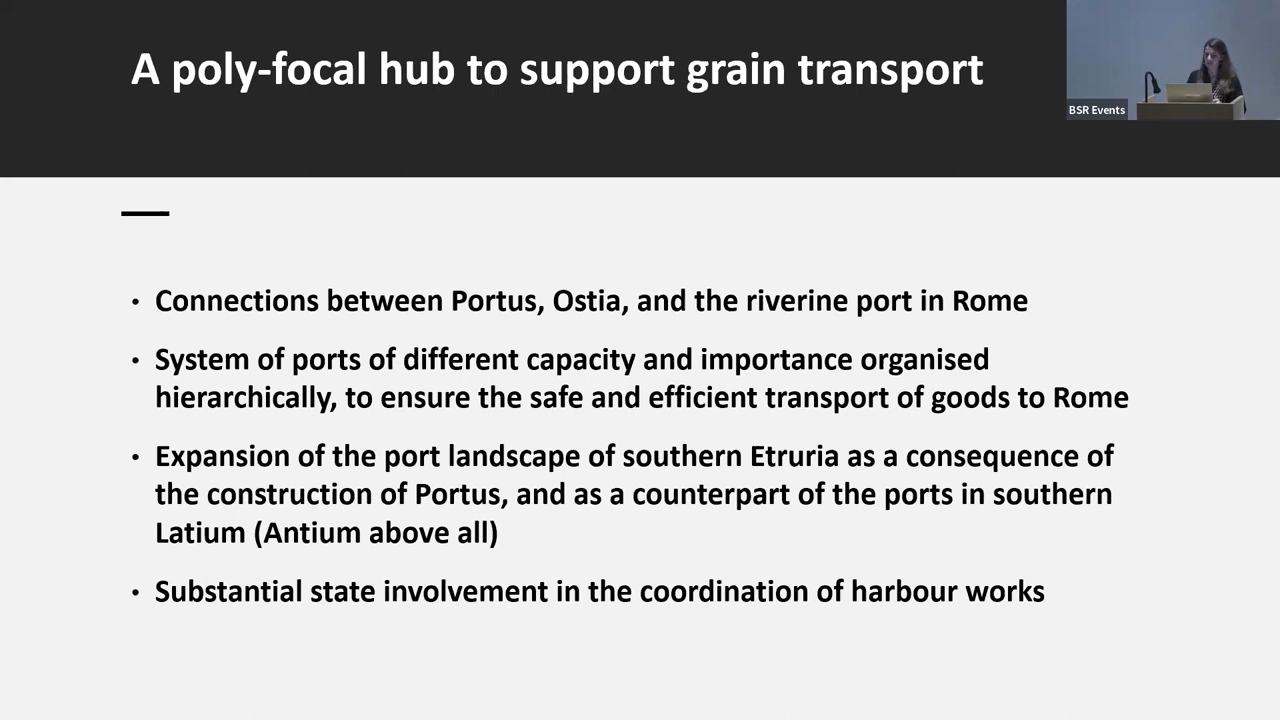 A poly-focal hub to support grain transport
BSR Events
• Connections between Portus, Ostia, and the riverine port in Rome
• System of ports of different capacity and importance organised
hierarchically, to ensure the safe and efficient transport of goods to Rome
• Expansion of the port landscape of southern Etruria as a consequence of
the construction of Portus, and as a counterpart of the ports in southern
Latium (Antium above all)
• Substantial state involvement in the coordination of harbour works